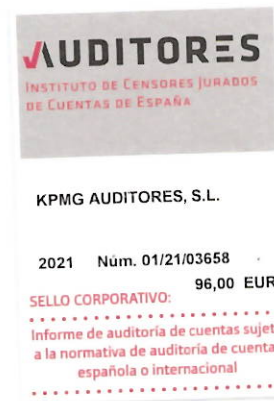 AUDITORES
INSTITUTO DE CENSORES JURADOS
DE CUENTAS DE ESPAÑA
KPMG AUDITORES, S.L.
2021 Núm. 01/21/03658
96,00 EUR
SELLO CORPORATIVO:
Informe de auditoría de cuentas sujet
a la normativa de auditoría de cuenta
española o internacional